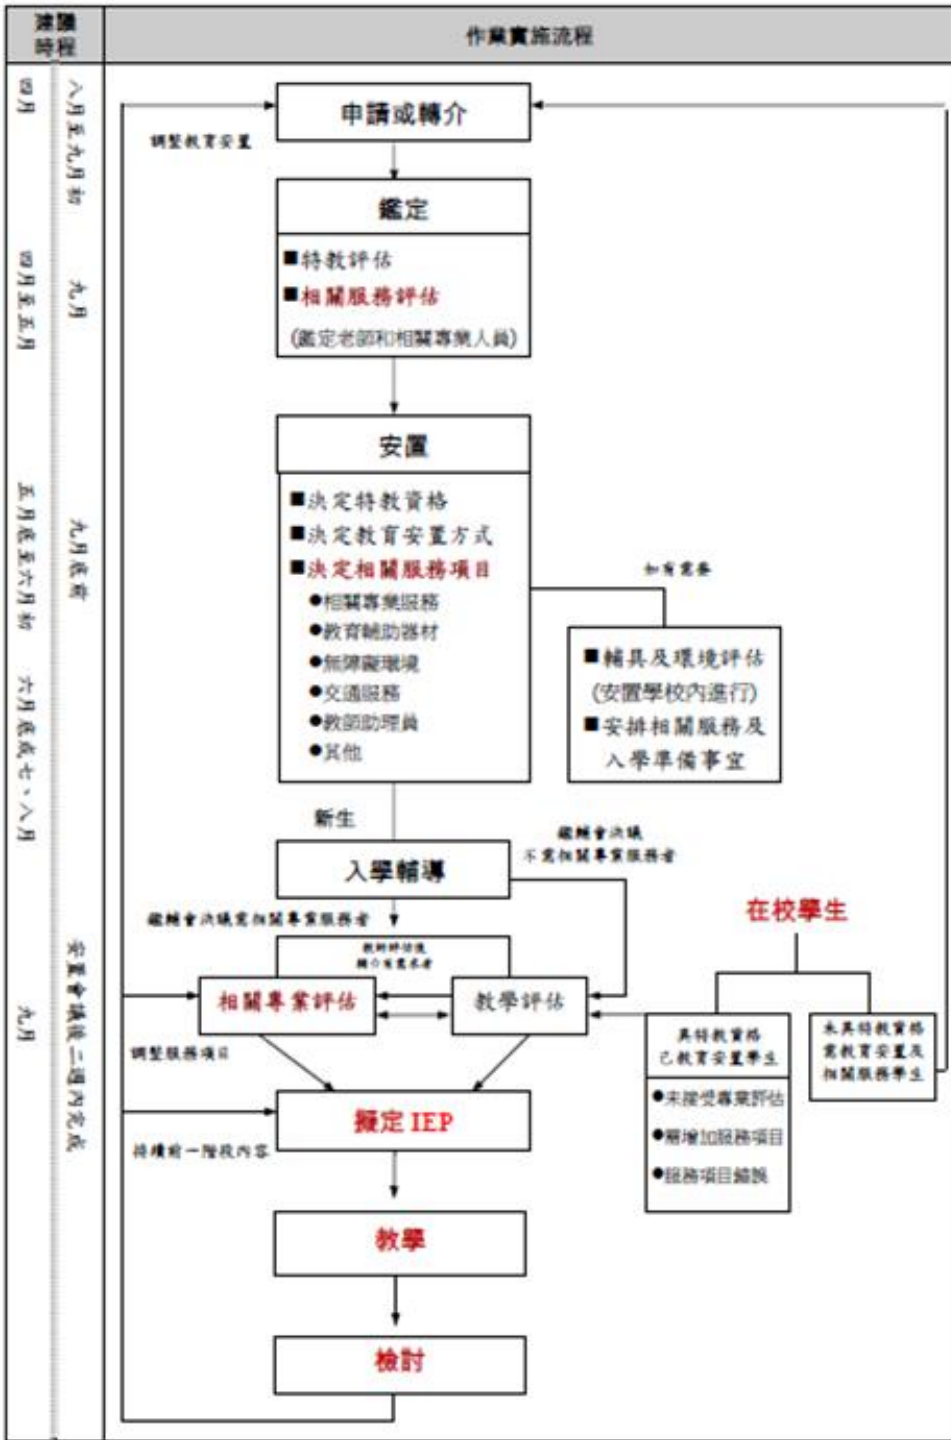 建議
時程
作業實施流程
四月
八月至九月初
申請或轉介
調整教育安置
鑑定
■特教評估
■相關服務評估
(鑑定老師和相關專業人員)
四月至五月
九月
安置
■決定特教資格
■決定教育安置方式
■決定相關服務項目
●相關專業服務
●教育輔助器材
●無障礙環境
●交通服務
●教師助理員
●其他
五月底至六月初
九月底前
如有需要
■輔具及環境評估
(安置學校內進行)
■安排相關服務及
入學準備事宜
六月底或七、八月
新生
入學輔導
鑑輔會決議
不需相關專業服務者
鑑輔會決議需相關專業服務者
教師評估後
轉介有需求者
在校學生
相關專業評估
教學評估
具特教資格
已教育安置學生
●未接受專業評估
●需增加服務項目
●服務項目錯誤
未具特教資格
需教育安置及
相關服務學生
九月
安置會議後二週內完成
調整服務項目
擬定 IEP
持續前一階段內容
教學
檢討